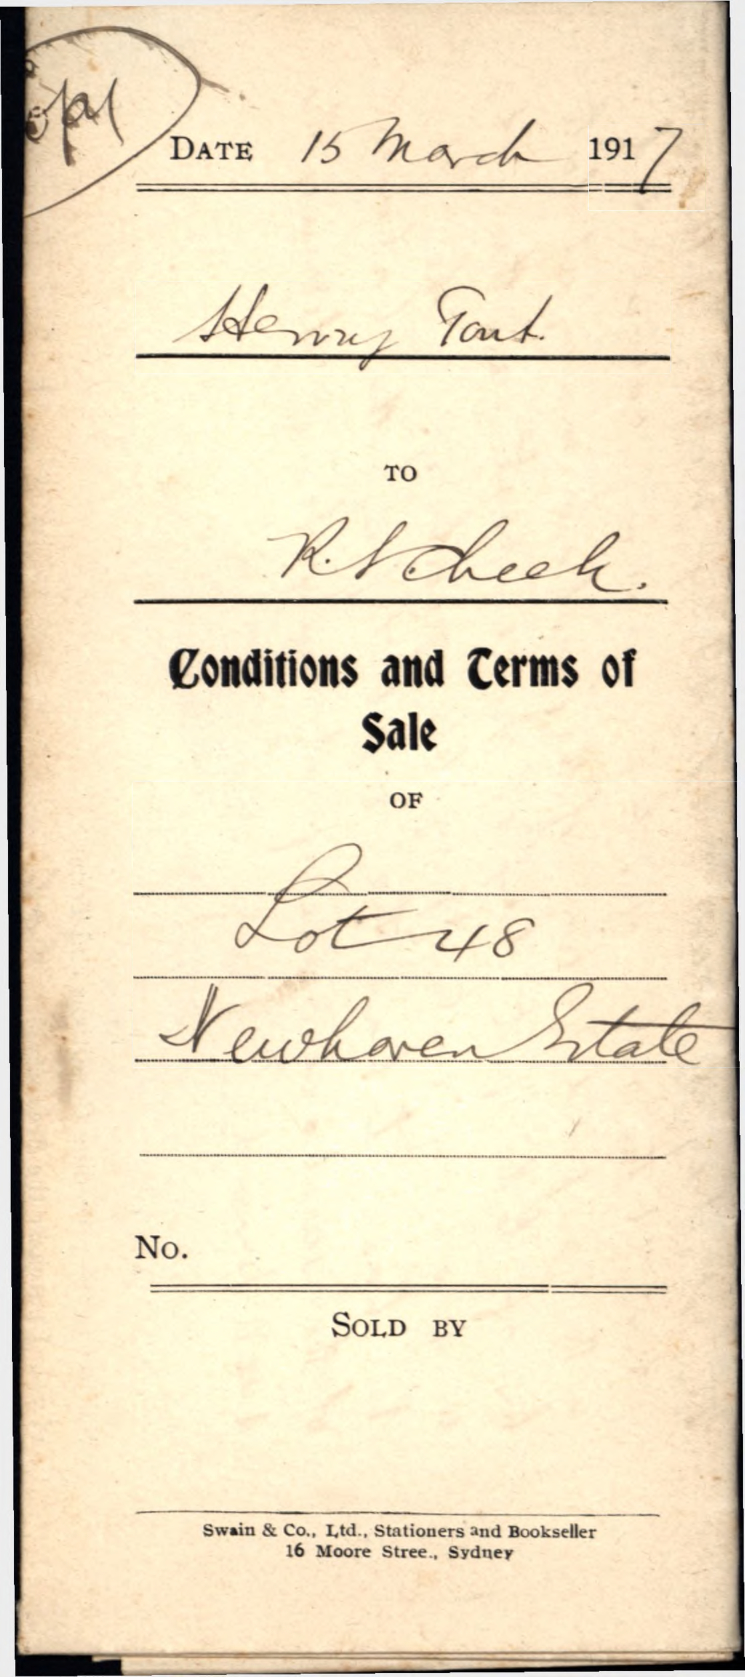 DATE 15 March 1917
Henry Tout.
TO
R. S. Cheek.
Conditions and Terms of
Sale
OF
Lot 48
Newhaven Estate
No.
SOLD BY
Swain & Co., Ltd., Stationers and Bookseller
16 Moore Stree., Sydney